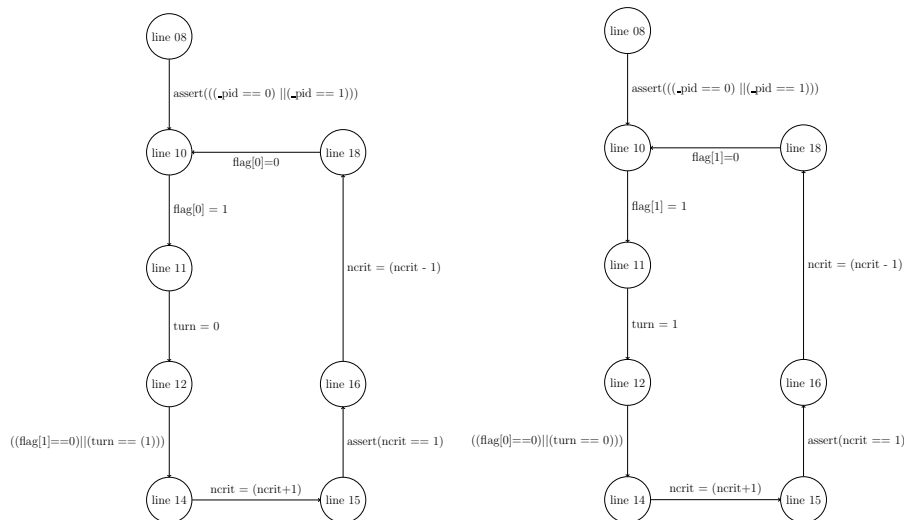 line 08
assert(((_pid == 0) ||(_pid == 1)))
line 10
line 18
flag[0]=0
flag[0] = 1
line 11
ncrit = (ncrit - 1)
turn = 0
line 12
line 16
((flag[1]==0)||(turn == (1)))
assert(ncrit == 1)
line 14
ncrit = (ncrit+1)
line 15
line 08
assert(((_pid == 0) ||(_pid == 1)))
line 10
line 18
flag[1]=0
flag[1] = 1
line 11
ncrit = (ncrit - 1)
turn = 1
line 12
line 16
((flag[0]==0)||(turn == 0)))
assert(ncrit == 1)
line 14
ncrit = (ncrit+1)
line 15